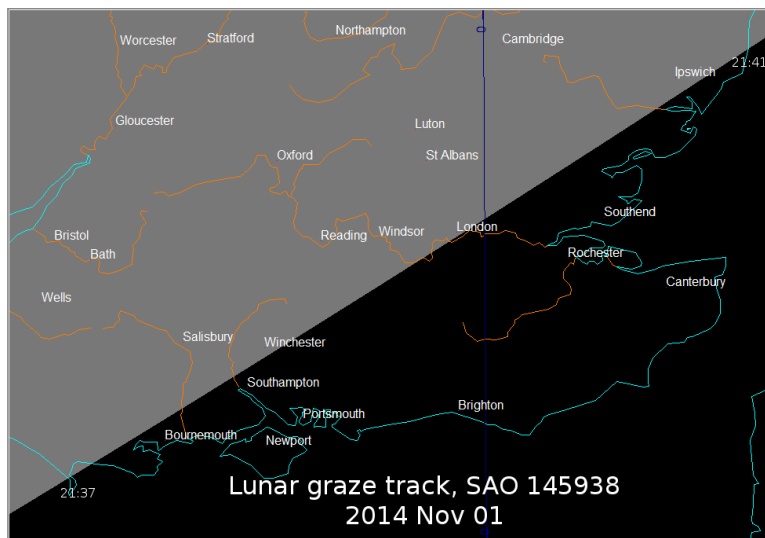 Northampton
Worcester
Stratford
Cambridge
21:41
Ipswich
Gloucester
Luton
Oxford
St Albans
Southend
London
Bristol
Reading
Windsor
Bath
Rochester
Canterbury
Wells
Salisbury
Winchester
Southampton
Portsmouth
Brighton
Bournemouth
Newport
21:37
Lunar graze track, SAO 145938
2014 Nov 01